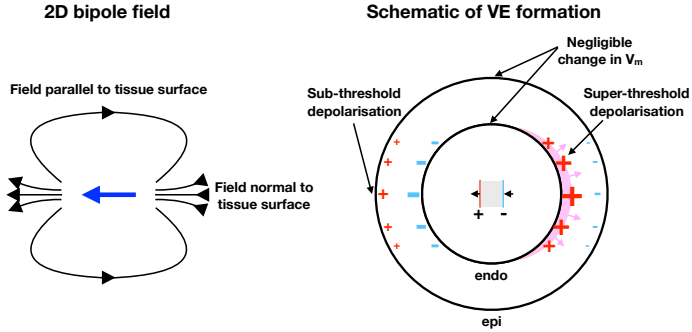 2D bipole field
Schematic of VE formation
Field parallel to tissue surface
Field normal to
tissue surface
Negligible
change in Vₘ
Sub-threshold
depolarisation
Super-threshold
depolarisation
+ -
endo
epi